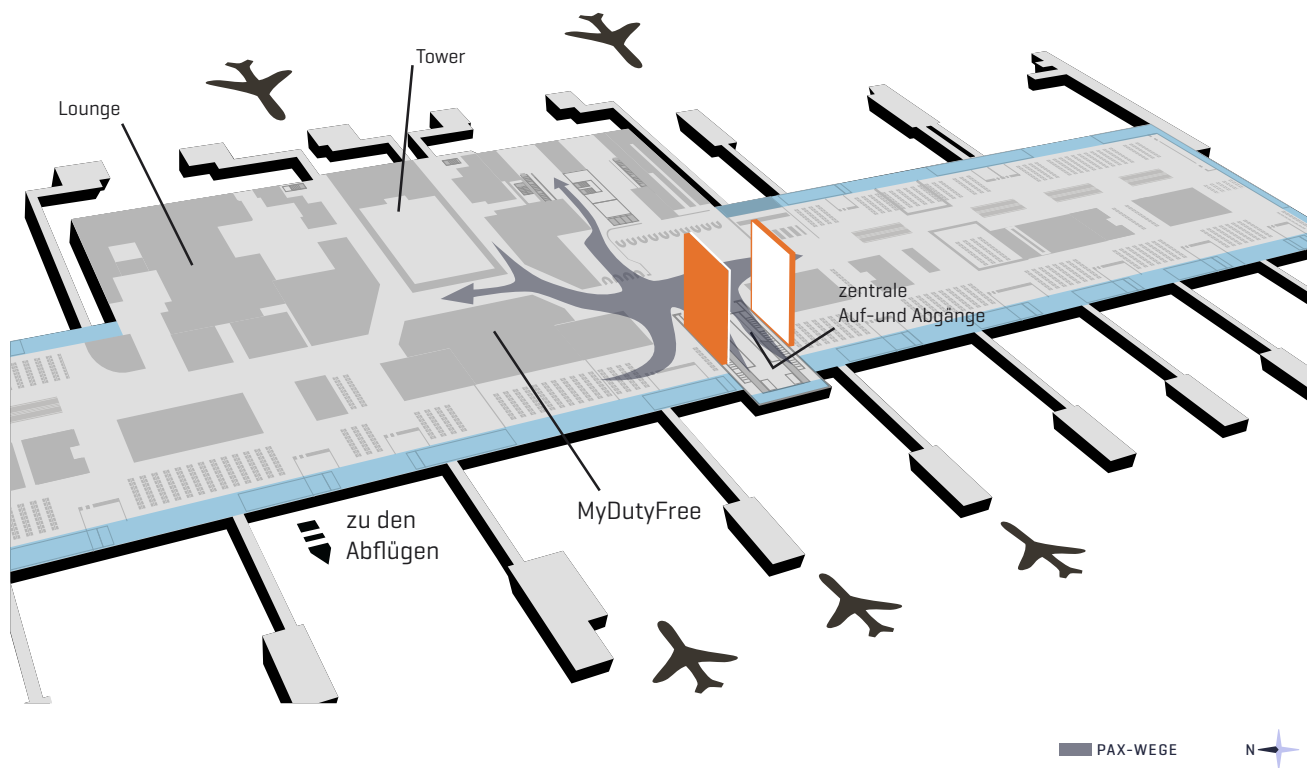 Tower
Lounge
zentrale
Auf-und Abgänge
MyDutyFree
zu den
Abflügen
PAX-WEGE
N